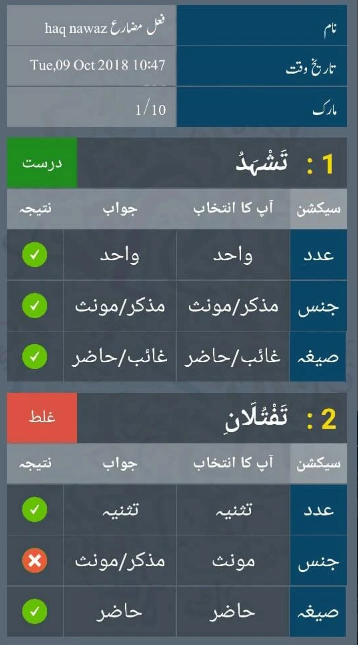 نام فعل مضارع haq nawaz
تاریخ وقت Tue,09 Oct 2018 10:47
مارک 1/10
1 : تَشْهَدُ درست
سیکشن آپ کا انتخاب جواب نتیجہ
عدد واحد واحد
جنس مذکر/مونث مذکر/مونث
صیغہ غائب/حاضر غائب/حاضر
2 : تَقْتُلَانِ غلط
سیکشن آپ کا انتخاب جواب نتیجہ
عدد تثنیہ تثنیہ
جنس مونث مذکر/مونث
صیغہ حاضر حاضر